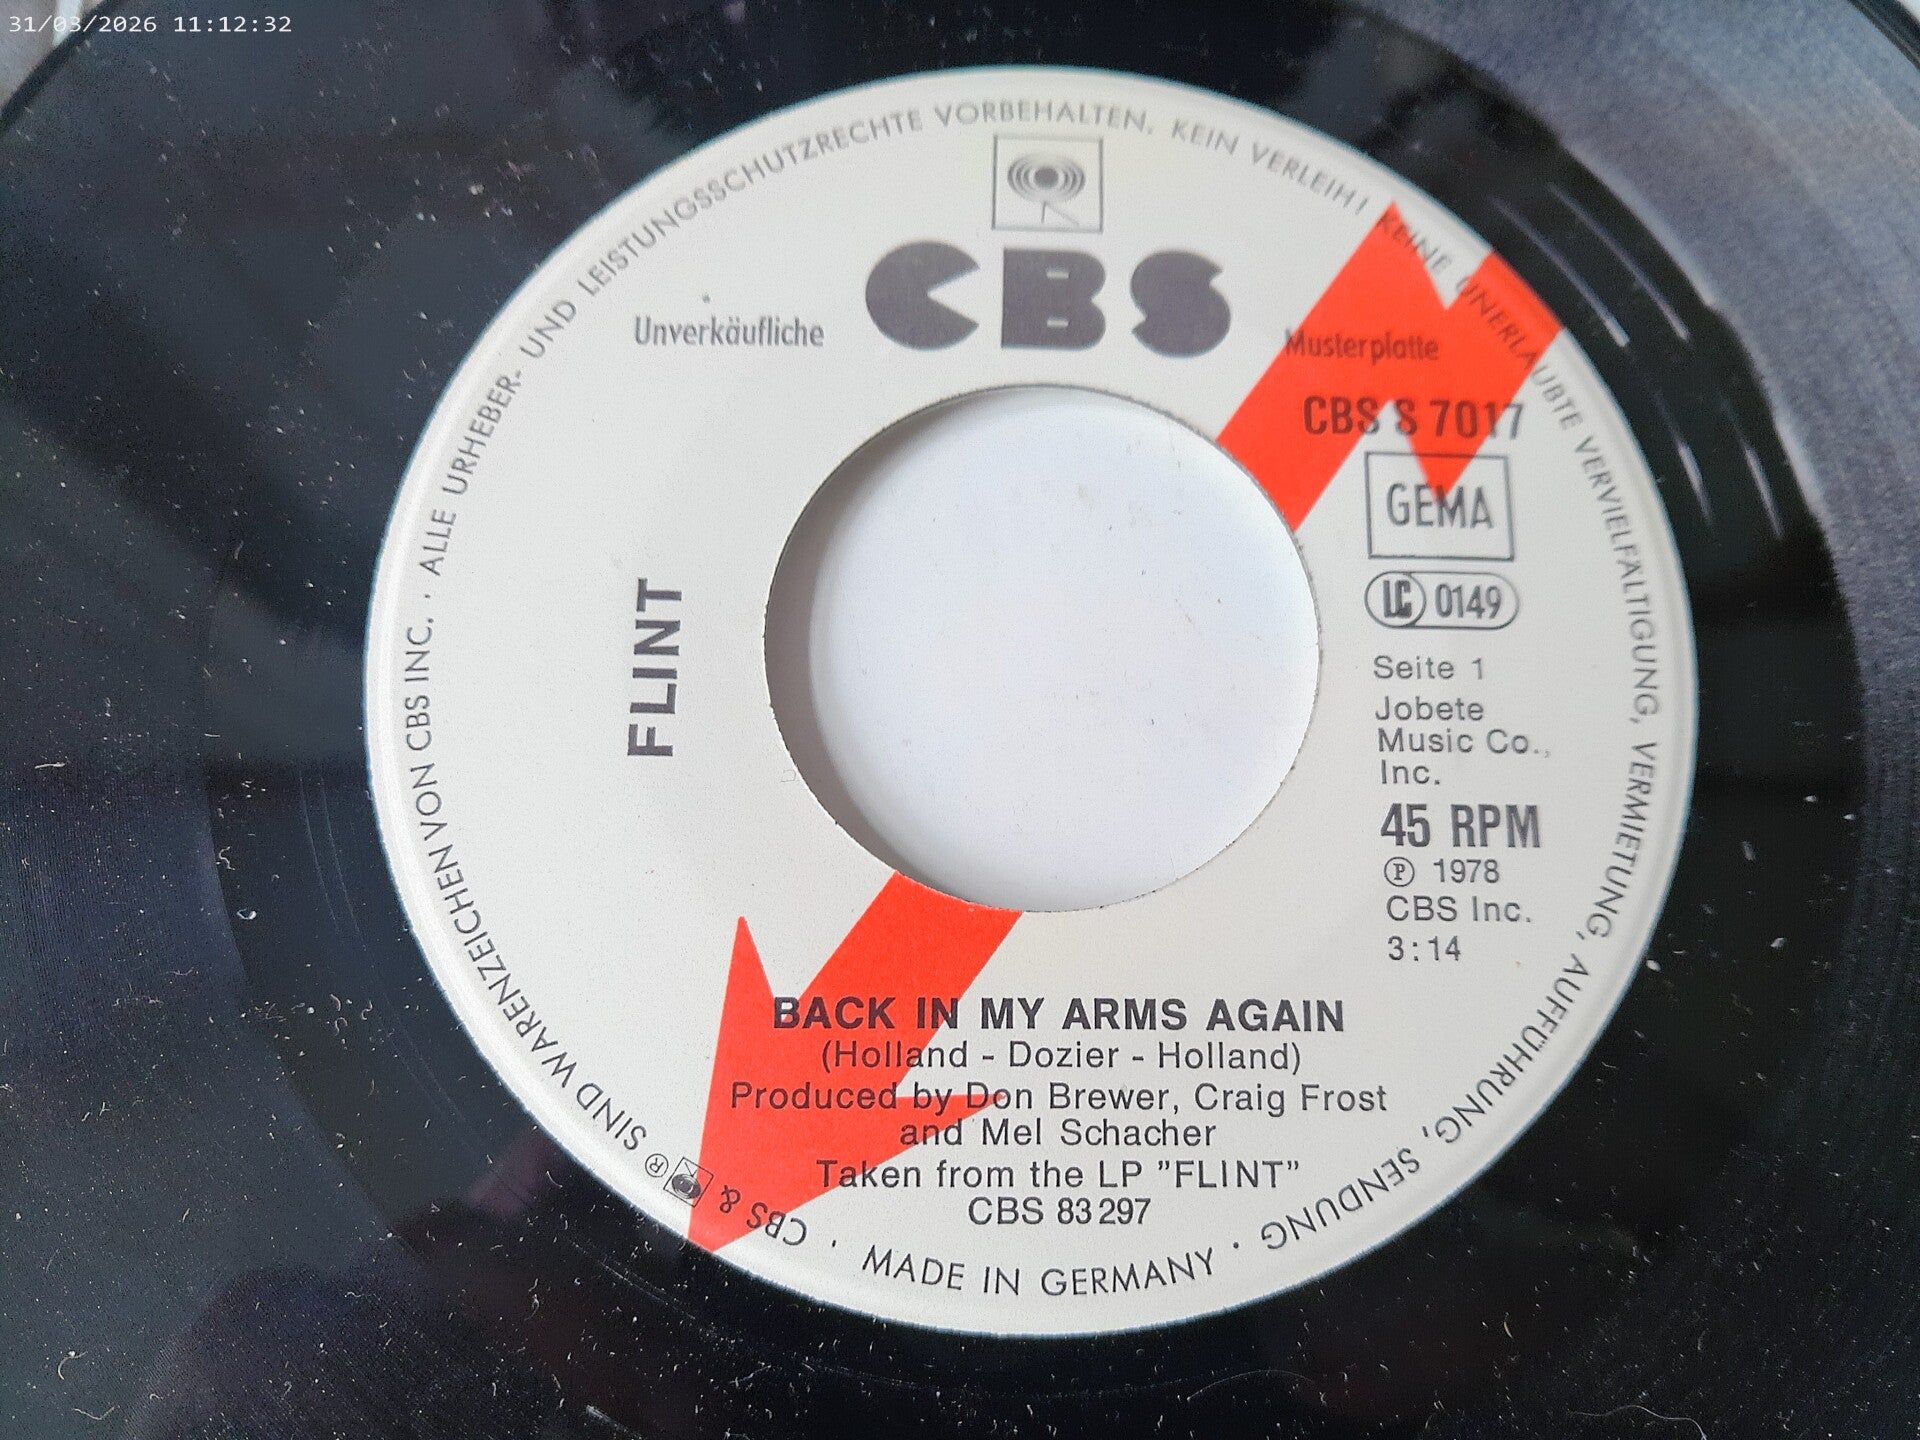 31/03/2026 11:12:32
CBS
Unverkäufliche Musterplatte
CBS S 7017
GEMA
LC 0149
Seite 1
Jobete
Music Co.,
Inc.
45 RPM
Ⓟ 1978
CBS Inc.
3:14
FLINT
BACK IN MY ARMS AGAIN
(Holland - Dozier - Holland)
Produced by Don Brewer, Craig Frost
and Mel Schacher
Taken from the LP "FLINT"
CBS 83 297
CBS & ® SIND WARENZEICHEN VON CBS INC. · ALLE URHEBER- UND LEISTUNGSSCHUTZRECHTE VORBEHALTEN. KEIN VERLEIH! KEINE UNERLAUBTE VERVIELFÄLTIGUNG, VERMIETUNG, AUFFÜHRUNG, SENDUNG · MADE IN GERMANY ·